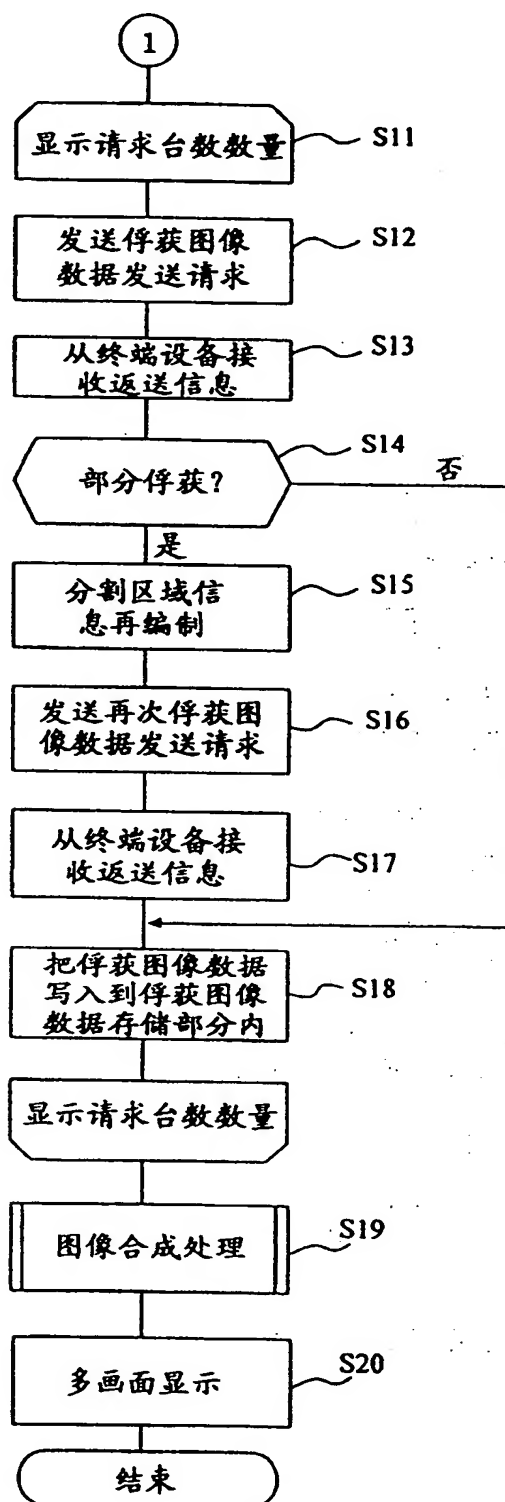 1
显示请求台数数量
S11
发送俘获图像
数据发送请求
S12
从终端设备接
收返送信息
S13
部分俘获?
S14
否
是
分割区域信
息再编制
S15
发送再次俘获图
像数据发送请求
S16
从终端设备接
收返送信息
S17
把俘获图像数据
写入到俘获图像
数据存储部分内
S18
显示请求台数数量
图像合成处理
S19
多画面显示
S20
结束